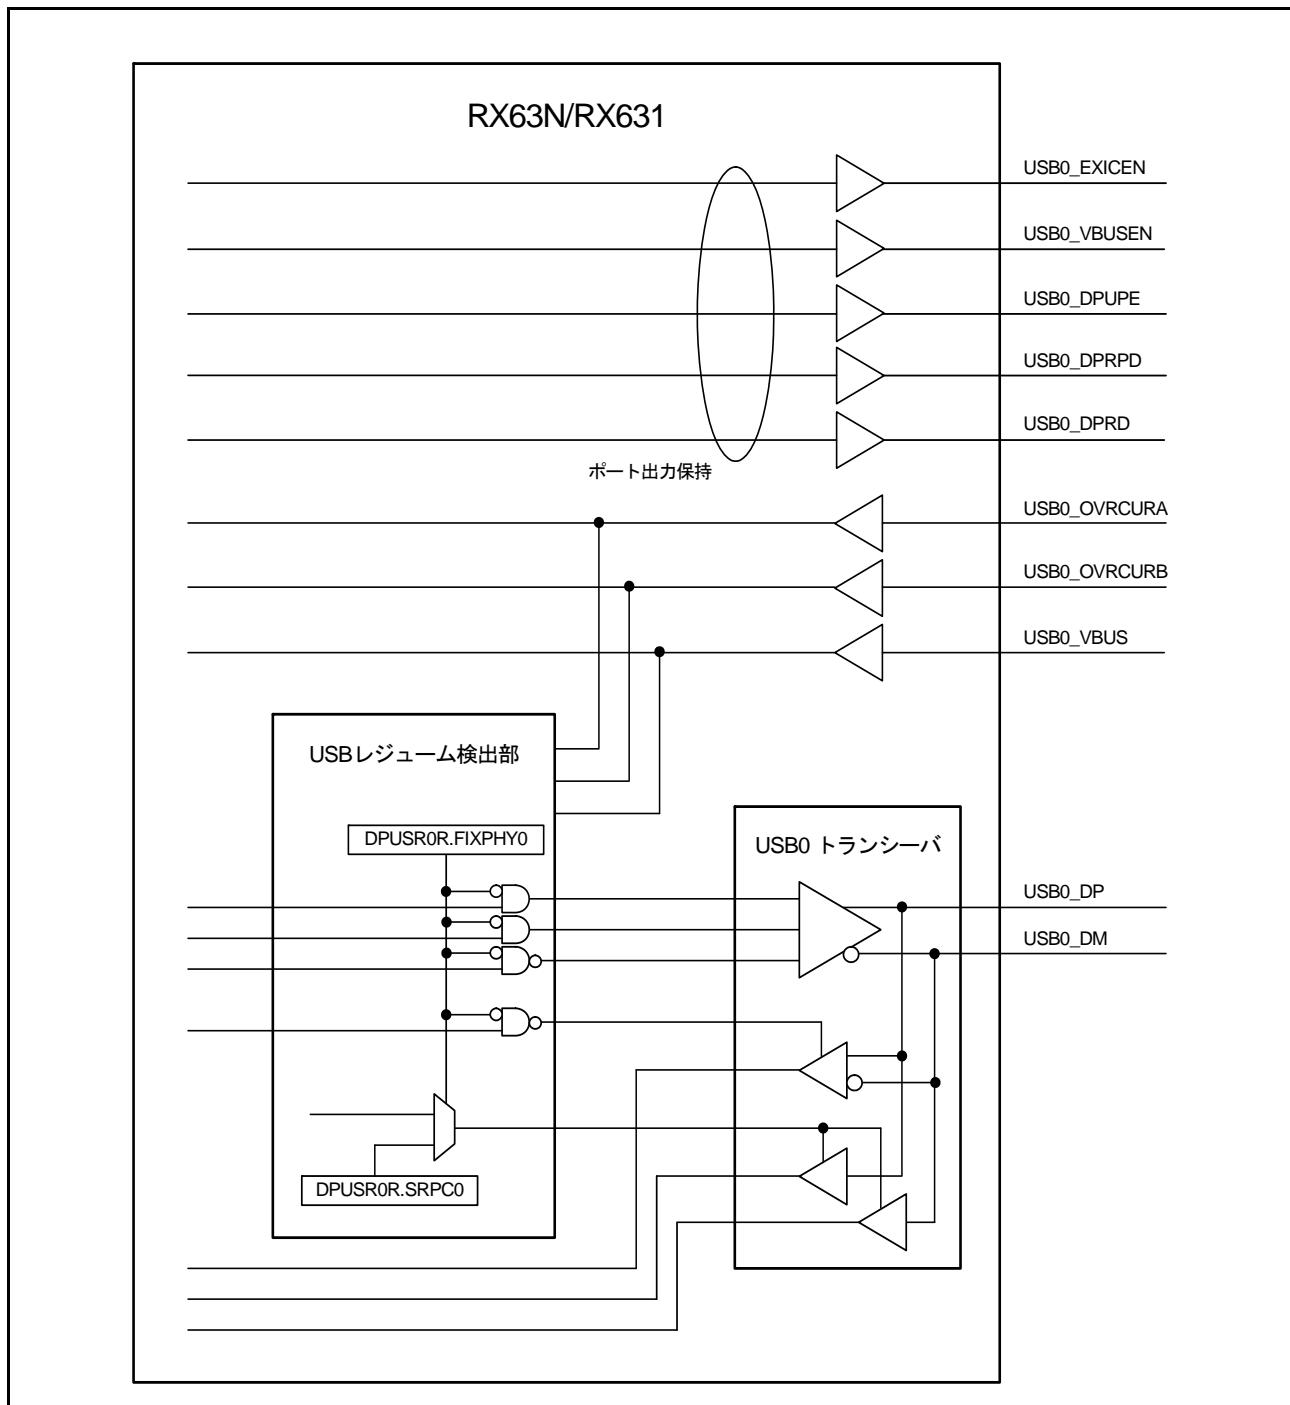 RX63N/RX631
USB0_EXICEN
USB0_VBUSEN
USB0_DPUPE
USB0_DPRPD
USB0_DPRD
ポート出力保持
USB0_OVRCURA
USB0_OVRCURB
USB0_VBUS
USBレジューム検出部
DPUSR0R.FIXPHY0
USB0 トランシーバ
USB0_DP
USB0_DM
DPUSR0R.SRPC0